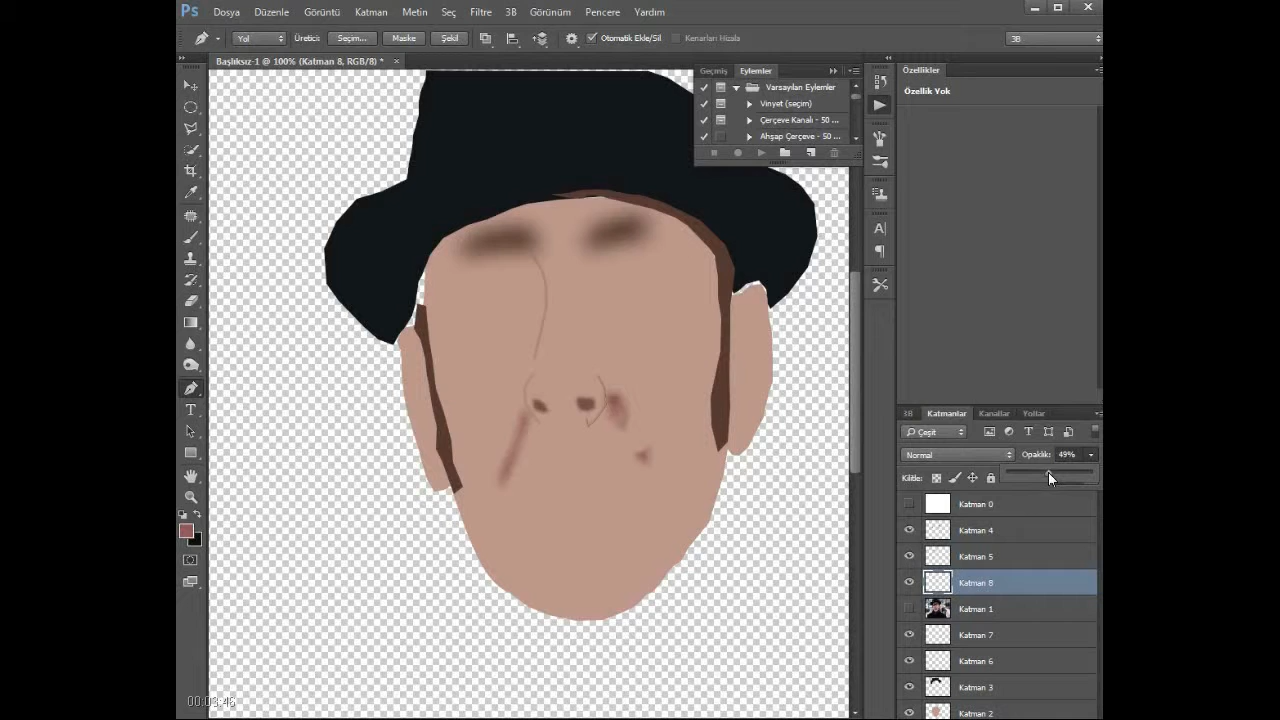 Ps Dosya Düzenle Görüntü Katman Metin Seç Filtre 3B Görünüm Pencere Yardım
Yol Üretici: Seçim... Maske Şekil Otomatik Ekle/Sil Kenarları Hizala 3B
Başlıksız-1 @ 100% (Katman 8, RGB/8) *
Geçmiş Eylemler
Varsayılan Eylemler
Vinyet (seçim)
Çerçeve Kanalı - 50 ...
Ahşap Çerçeve - 50 ...
Özellikler
Özellik Yok
3B Katmanlar Kanallar Yollar
Çeşit
Normal Opaklık: 49%
Kilitle:
Katman 0
Katman 4
Katman 5
Katman 8
Katman 1
Katman 7
Katman 6
Katman 3
Katman 2